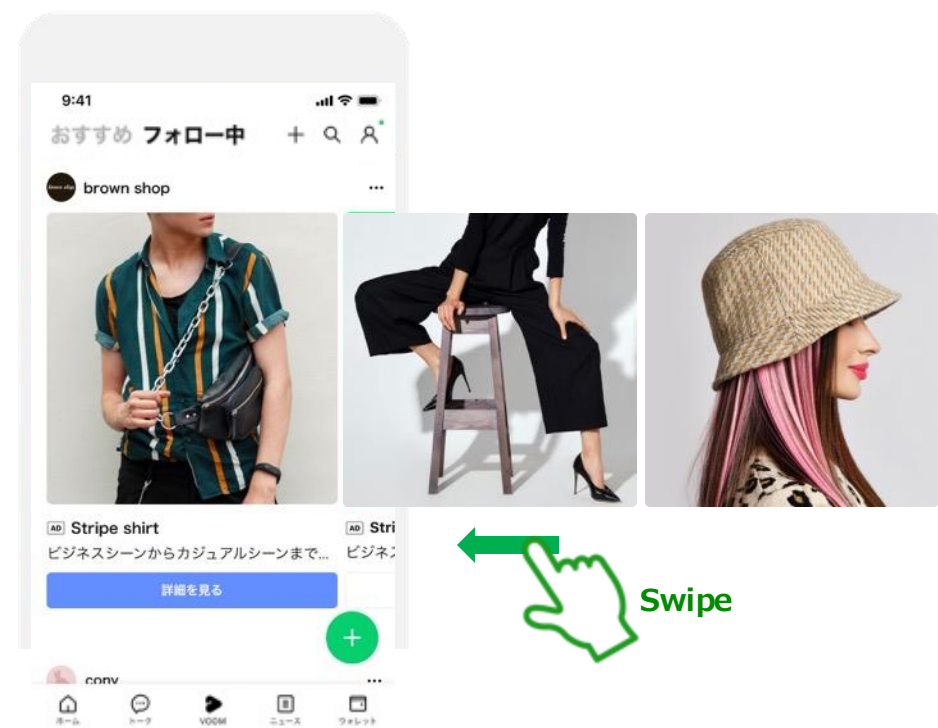 9:41
おすすめ フォロー中
brown shop
AD Stripe shirt
ビジネスシーンからカジュアルシーンまで...
詳細を見る
AD Stri
ビジネス
Swipe
cony
ホーム
トーク
VOOM
ニュース
ウォレット